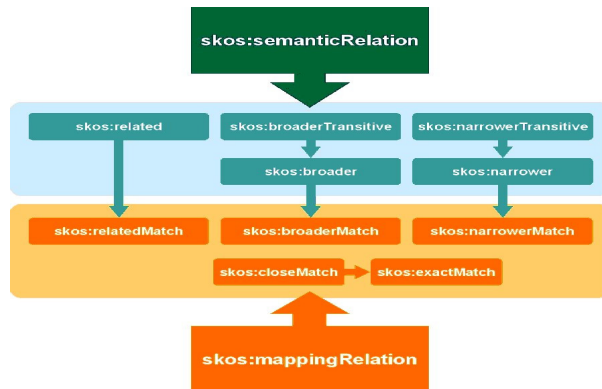 skos:semanticRelation
skos:related
skos:broaderTransitive
skos:narrowerTransitive
skos:broader
skos:narrower
skos:relatedMatch
skos:broaderMatch
skos:narrowerMatch
skos:closeMatch
skos:exactMatch
skos:mappingRelation